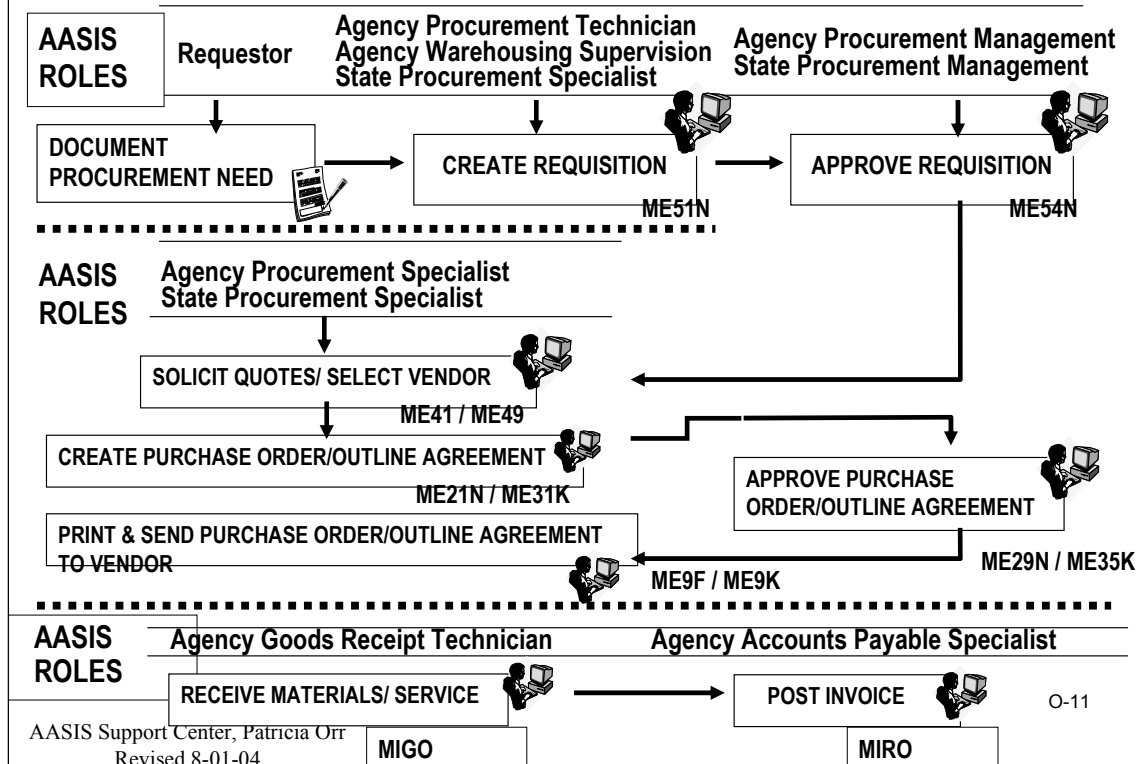 AASIS
ROLES
Requestor
Agency Procurement Technician
Agency Warehousing Supervision
State Procurement Specialist
Agency Procurement Management
State Procurement Management
DOCUMENT
PROCUREMENT NEED
CREATE REQUISITION
ME51N
APPROVE REQUISITION
ME54N
AASIS
ROLES
Agency Procurement Specialist
State Procurement Specialist
SOLICIT QUOTES/ SELECT VENDOR
ME41 / ME49
CREATE PURCHASE ORDER/OUTLINE AGREEMENT
ME21N / ME31K
APPROVE PURCHASE
ORDER/OUTLINE AGREEMENT
ME29N / ME35K
PRINT & SEND PURCHASE ORDER/OUTLINE AGREEMENT
TO VENDOR
ME9F / ME9K
AASIS
ROLES
Agency Goods Receipt Technician
Agency Accounts Payable Specialist
RECEIVE MATERIALS/ SERVICE
POST INVOICE
O-11
AASIS Support Center, Patricia Orr
Revised 8-01-04
MIGO
MIRO